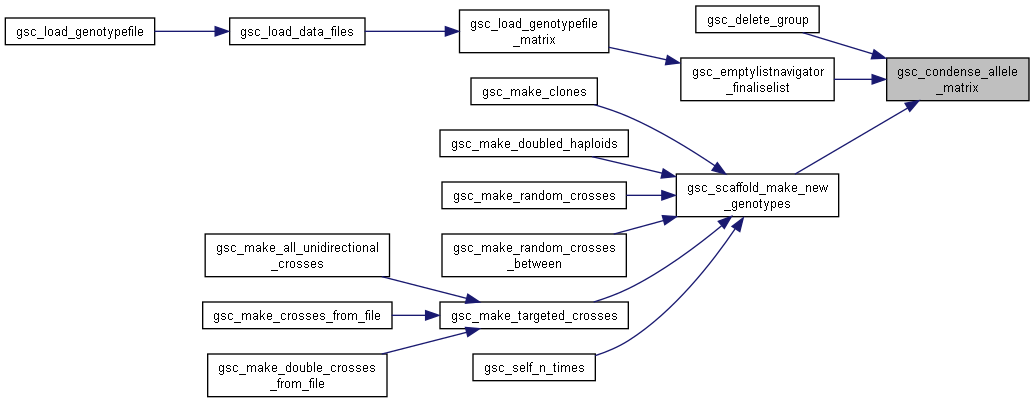 gsc_load_genotypefile
gsc_load_data_files
gsc_load_genotypefile
_matrix
gsc_delete_group
gsc_emptylistnavigator
_finaliselist
gsc_condense_allele
_matrix
gsc_make_clones
gsc_make_doubled_haploids
gsc_make_random_crosses
gsc_make_random_crosses
_between
gsc_scaffold_make_new
_genotypes
gsc_make_all_unidirectional
_crosses
gsc_make_crosses_from_file
gsc_make_double_crosses
_from_file
gsc_make_targeted_crosses
gsc_self_n_times